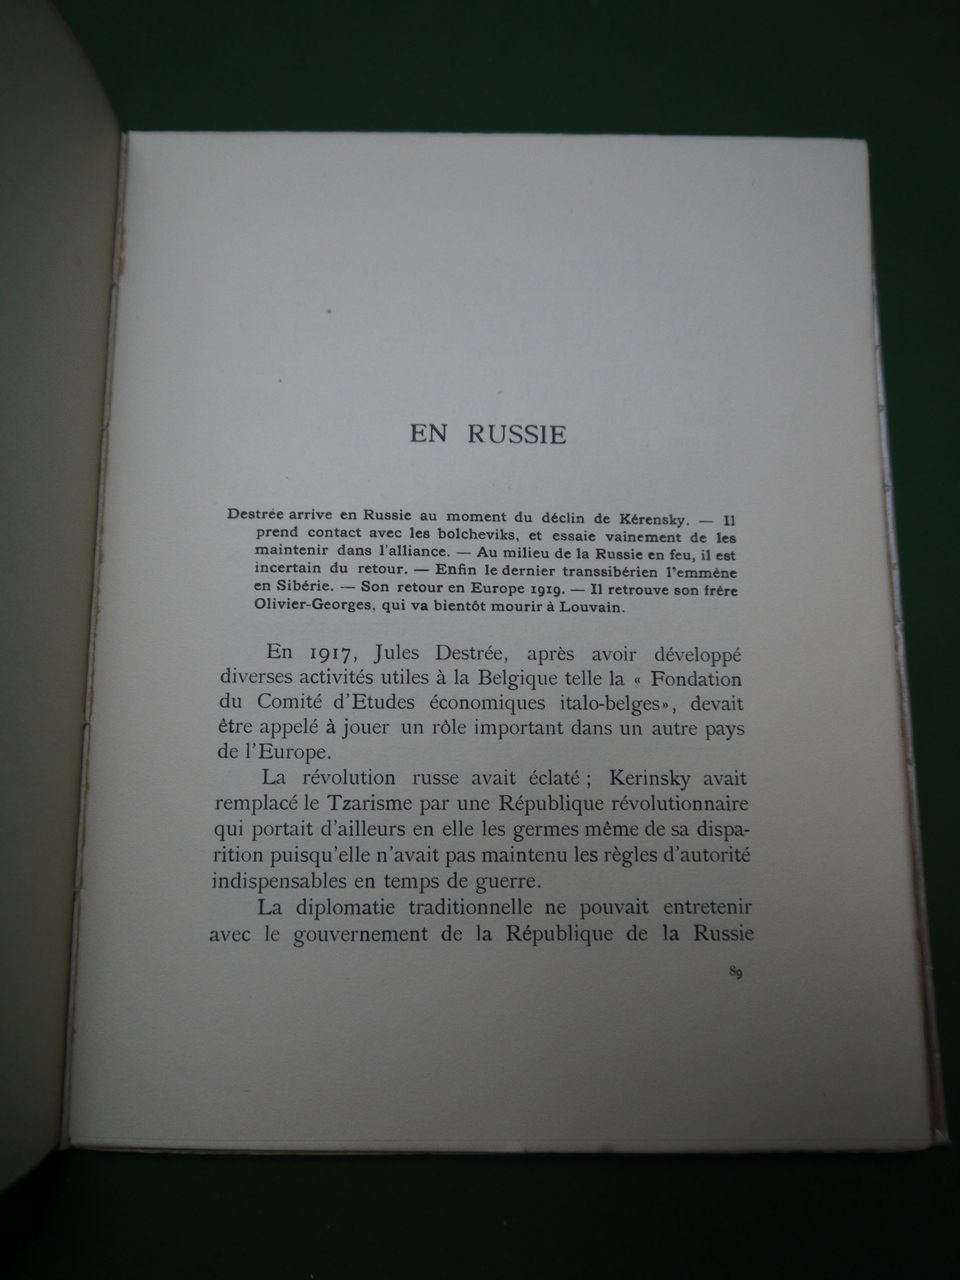 EN RUSSIE
Destrée arrive en Russie au moment du déclin de Kérensky. — Il
prend contact avec les bolcheviks, et essaie vainement de les
maintenir dans l'alliance. — Au milieu de la Russie en feu, il est
incertain du retour. — Enfin le dernier transsibérien l'emmène
en Sibérie. — Son retour en Europe 1919. — Il retrouve son frère
Olivier-Georges, qui va bientôt mourir à Louvain.
En 1917, Jules Destrée, après avoir développé
diverses activités utiles à la Belgique telle la « Fondation
du Comité d'Etudes économiques italo-belges», devait
être appelé à jouer un rôle important dans un autre pays
de l'Europe.
La révolution russe avait éclaté ; Kerinsky avait
remplacé le Tzarisme par une République révolutionnaire
qui portait d'ailleurs en elle les germes même de sa dispa-
rition puisqu'elle n'avait pas maintenu les règles d'autorité
indispensables en temps de guerre.
La diplomatie traditionnelle ne pouvait entretenir
avec le gouvernement de la République de la Russie
89